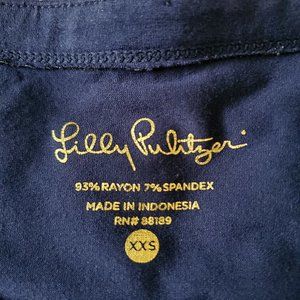 Lilly Pulitzer
93% RAYON 7% SPANDEX
MADE IN INDONESIA
RN# 88189
XXS